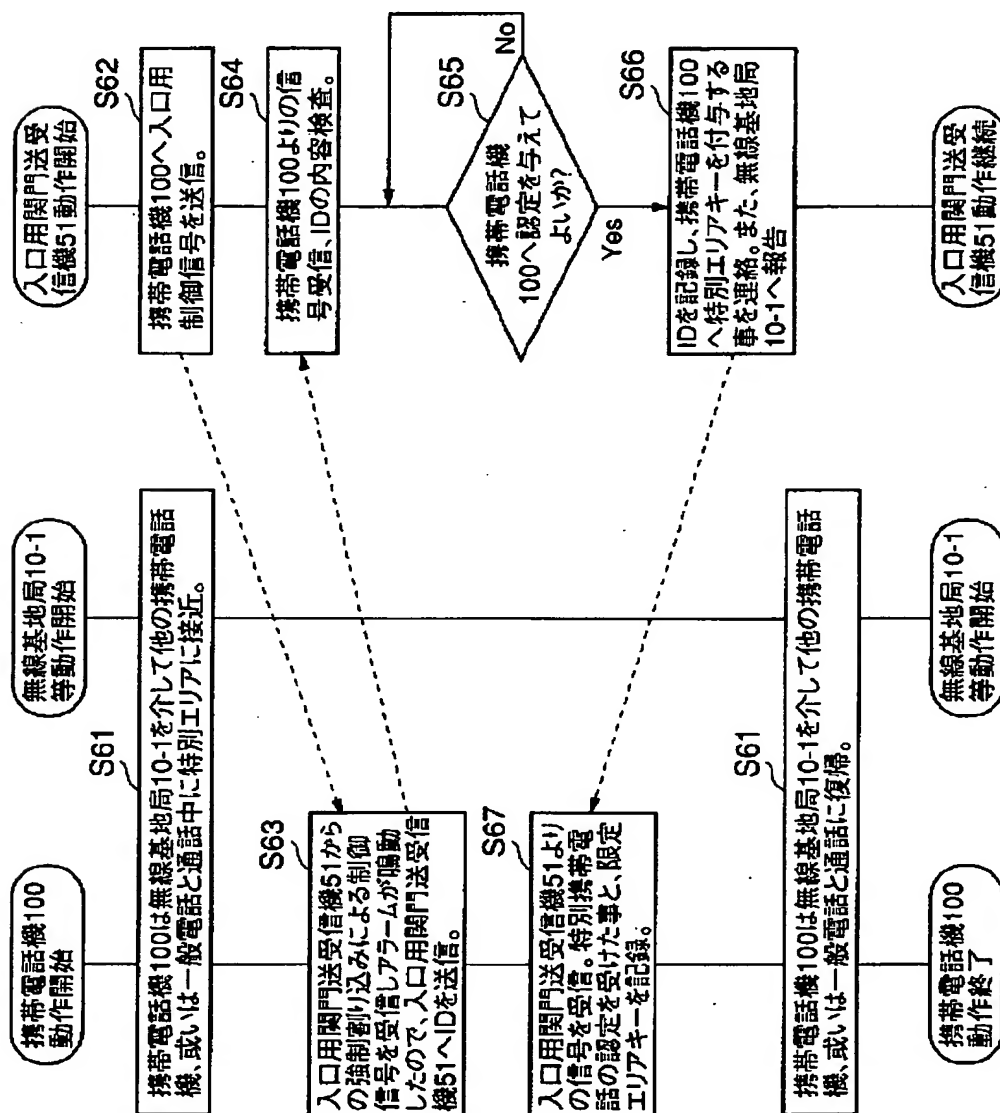 携帯電話機100
動作開始
無線基地局10-1
等動作開始
入口用関門送受
信機51動作開始
S61
携帯電話機100は無線基地局10-1を介して他の携帯電話
機、或いは一般電話と通話中に特別エリアに接近。
S62
携帯電話機100へ入口用
制御信号を送信。
S63
入口用関門送受信機51から
の強制割り込みによる制御
信号を受信しアラームが鳴動
したので、入口用関門送受信
機51へIDを送信。
S64
携帯電話機100よりの信
号受信、IDの内容検査。
S65
携帯電話機
100へ認定を与えて
よいか?
No
Yes
S66
IDを記録し、携帯電話機100
へ特別エリアキーを付与する
事を連絡。また、無線基地局
10-1へ報告
S67
入口用関門送受信機51より
の信号を受信。特別携帯電
話の認定を受けた事と、限定
エリアキーを記録。
S61
携帯電話機100は無線基地局10-1を介して他の携帯電話
機、或いは一般電話と通話に復帰。
携帯電話機100
動作終了
無線基地局10-1
等動作開始
入口用関門送受
信機51動作継続